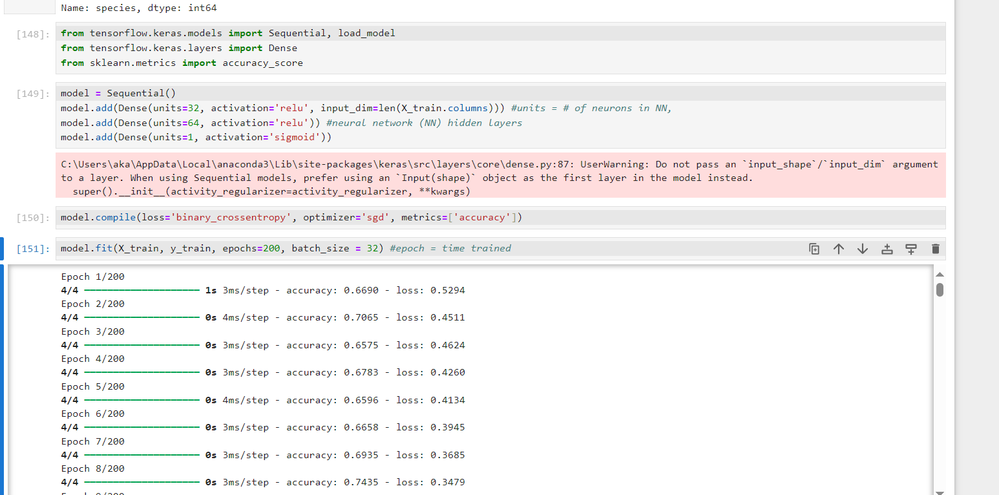 Name: species, dtype: int64
[148]:
from tensorflow.keras.models import Sequential, load_model
from tensorflow.keras.layers import Dense
from sklearn.metrics import accuracy_score
[149]:
model = Sequential()
model.add(Dense(units=32, activation='relu', input_dim=len(X_train.columns))) #units = # of neurons in NN,
model.add(Dense(units=64, activation='relu')) #neural network (NN) hidden layers
model.add(Dense(units=1, activation='sigmoid'))
C:\Users\aka\AppData\Local\anaconda3\Lib\site-packages\keras\src\layers\core\dense.py:87: UserWarning: Do not pass an `input_shape`/`input_dim` argument
to a layer. When using Sequential models, prefer using an `Input(shape)` object as the first layer in the model instead.
super().__init__(activity_regularizer=activity_regularizer, **kwargs)
[150]:
model.compile(loss='binary_crossentropy', optimizer='sgd', metrics=['accuracy'])
[151]:
model.fit(X_train, y_train, epochs=200, batch_size = 32) #epoch = time trained
Epoch 1/200
4/4 1s 3ms/step - accuracy: 0.6690 - loss: 0.5294
Epoch 2/200
4/4 0s 4ms/step - accuracy: 0.7065 - loss: 0.4511
Epoch 3/200
4/4 0s 3ms/step - accuracy: 0.6575 - loss: 0.4624
Epoch 4/200
4/4 0s 3ms/step - accuracy: 0.6783 - loss: 0.4260
Epoch 5/200
4/4 0s 4ms/step - accuracy: 0.6596 - loss: 0.4134
Epoch 6/200
4/4 0s 3ms/step - accuracy: 0.6658 - loss: 0.3945
Epoch 7/200
4/4 0s 3ms/step - accuracy: 0.6935 - loss: 0.3685
Epoch 8/200
4/4 0s 3ms/step - accuracy: 0.7435 - loss: 0.3479